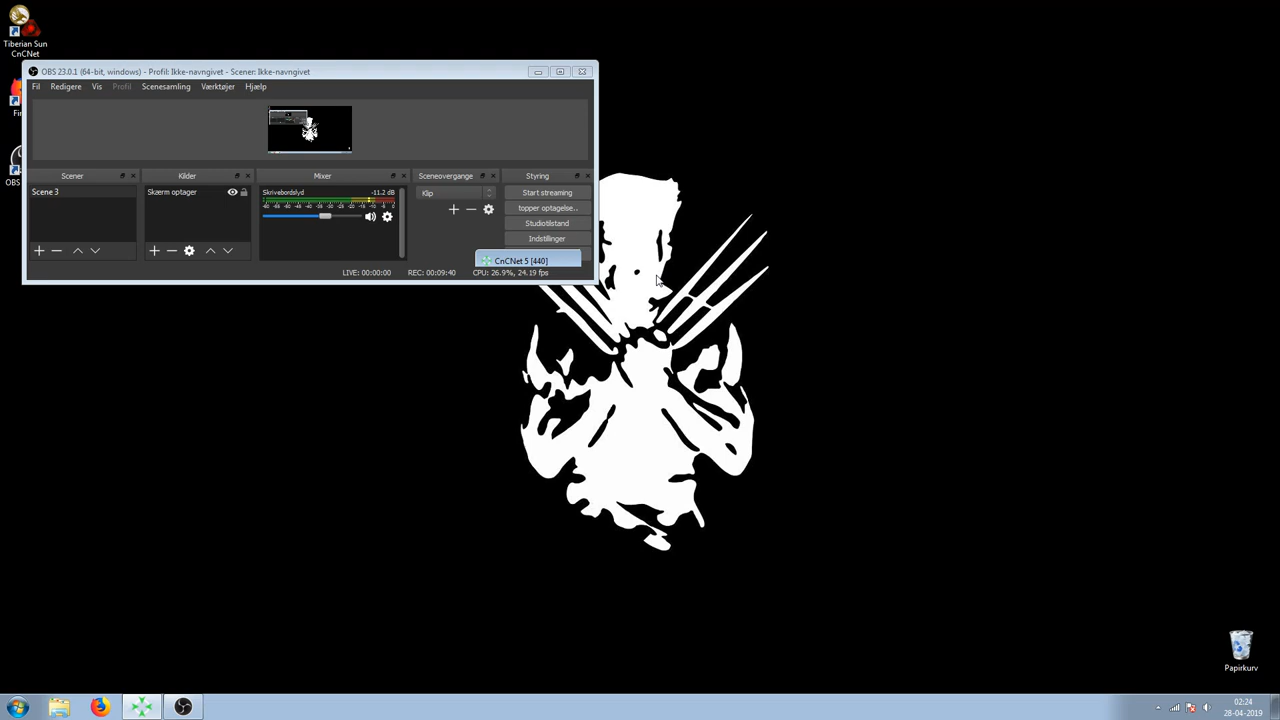 Tiberian Sun
CnCNet
OBS 23.0.1 (64-bit, windows) - Profil: Ikke-navngivet - Scener: Ikke-navngivet
Fil Redigere Vis Profil Scenesamling Værktøjer Hjælp
Scener Kilder Mixer Sceneovergange Styring
Scene 3
Skærm optager
Skrivebordslyd -11.2 dB
Klip
Start streaming
topper optagelse..
Studiotilstand
Indstillinger
CnCNet 5 [440]
LIVE: 00:00:00 REC: 00:09:40 CPU: 26.9%, 24.19 fps
Fir
OBS
Papirkurv
02:24
28-04-2019